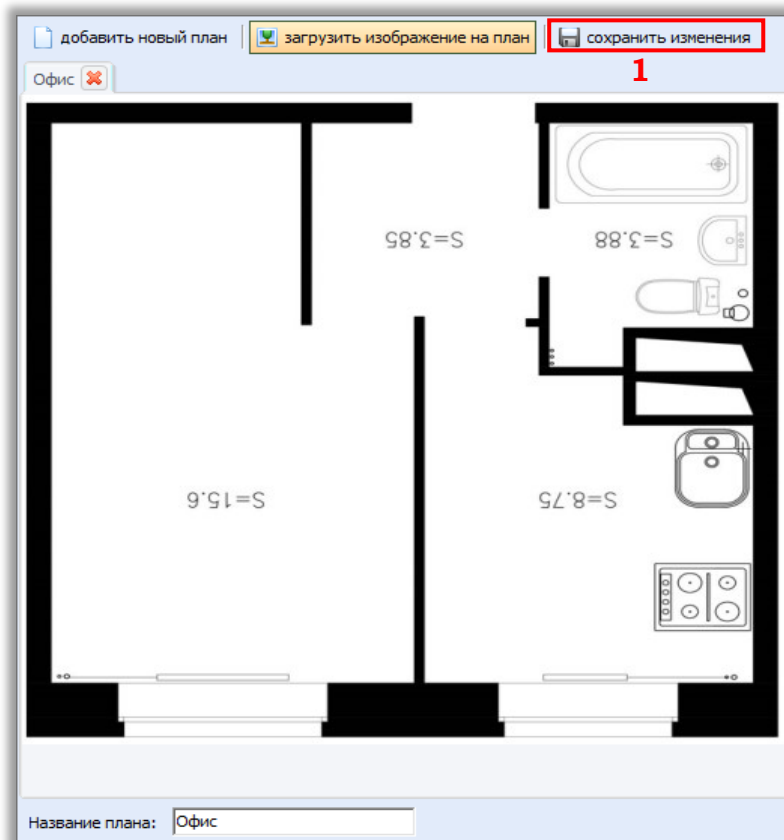 добавить новый план загрузить изображение на план сохранить изменения
1
Офис
S=3.85 S=3.88
S=15.6 S=8.75
Название плана: Офис